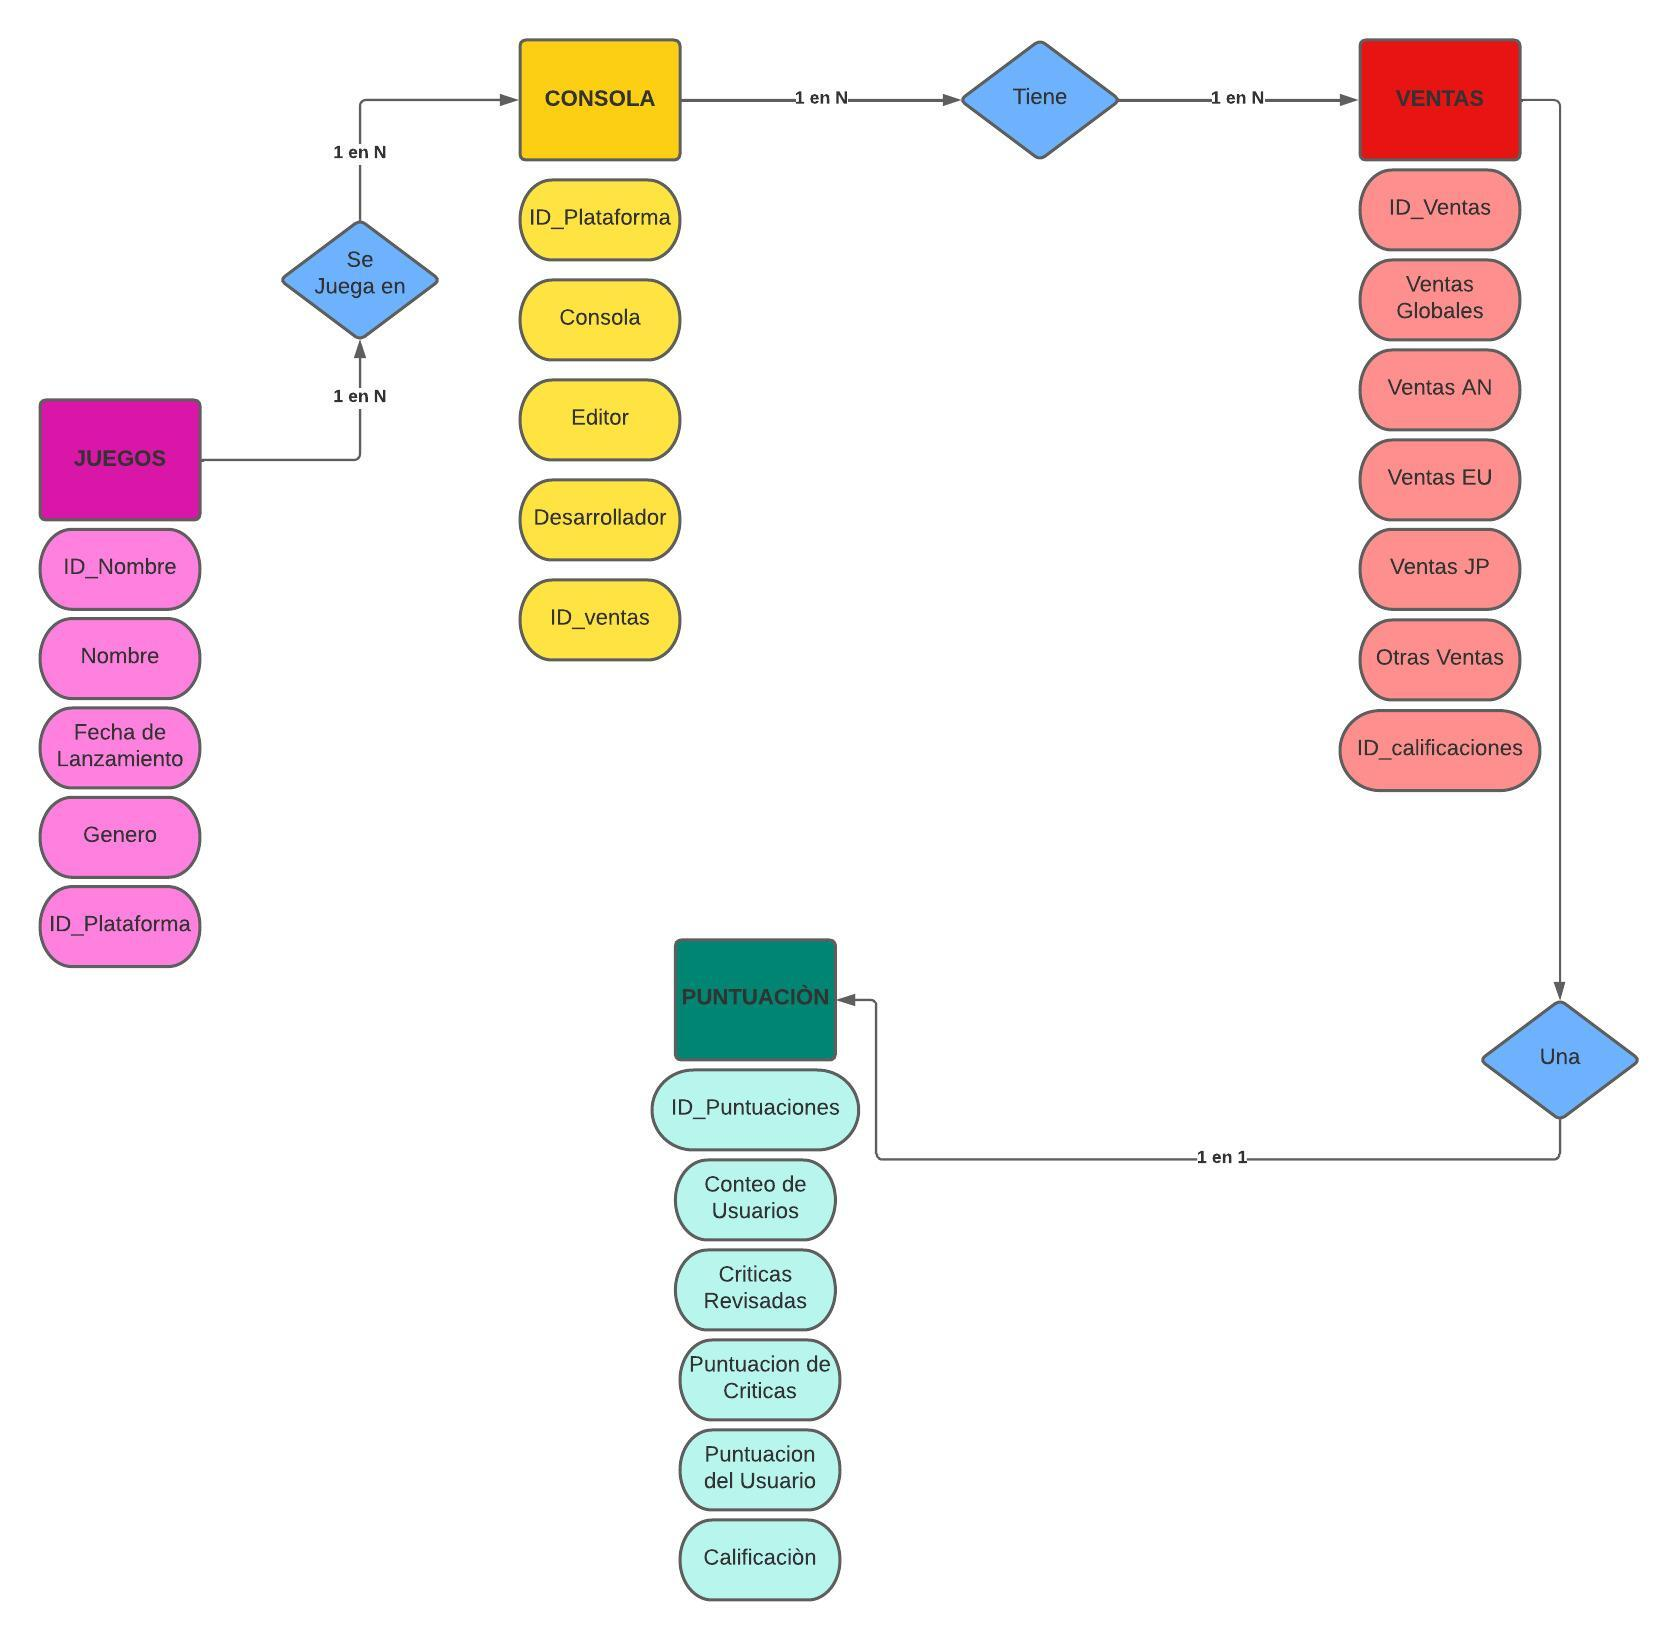 CONSOLA
1 en N
Tiene
1 en N
VENTAS
1 en N
Se
Juega en
1 en N
JUEGOS
ID_Nombre
Nombre
Fecha de
Lanzamiento
Genero
ID_Plataforma
ID_Plataforma
Consola
Editor
Desarrollador
ID_ventas
ID_Ventas
Ventas
Globales
Ventas AN
Ventas EU
Ventas JP
Otras Ventas
ID_calificaciones
Una
1 en 1
PUNTUACIÒN
ID_Puntuaciones
Conteo de
Usuarios
Criticas
Revisadas
Puntuacion de
Criticas
Puntuacion
del Usuario
Calificaciòn